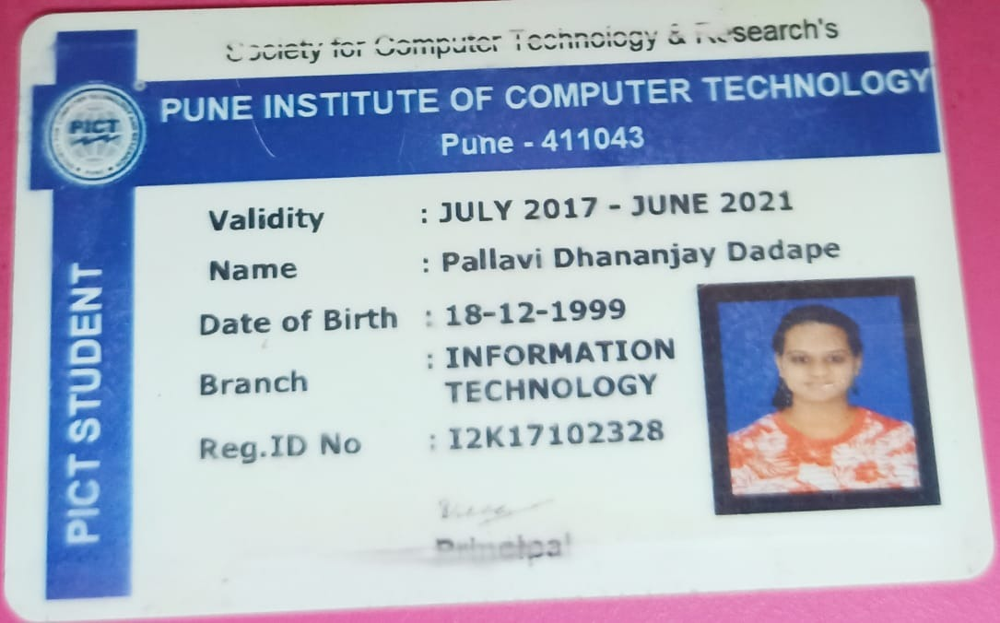 Society for Computer Technology & Research's
PUNE INSTITUTE OF COMPUTER TECHNOLOGY
Pune - 411043
PICT
PICT STUDENT
Validity : JULY 2017 - JUNE 2021
Name : Pallavi Dhananjay Dadape
Date of Birth : 18-12-1999
Branch : INFORMATION
TECHNOLOGY
Reg.ID No : I2K17102328
Principal